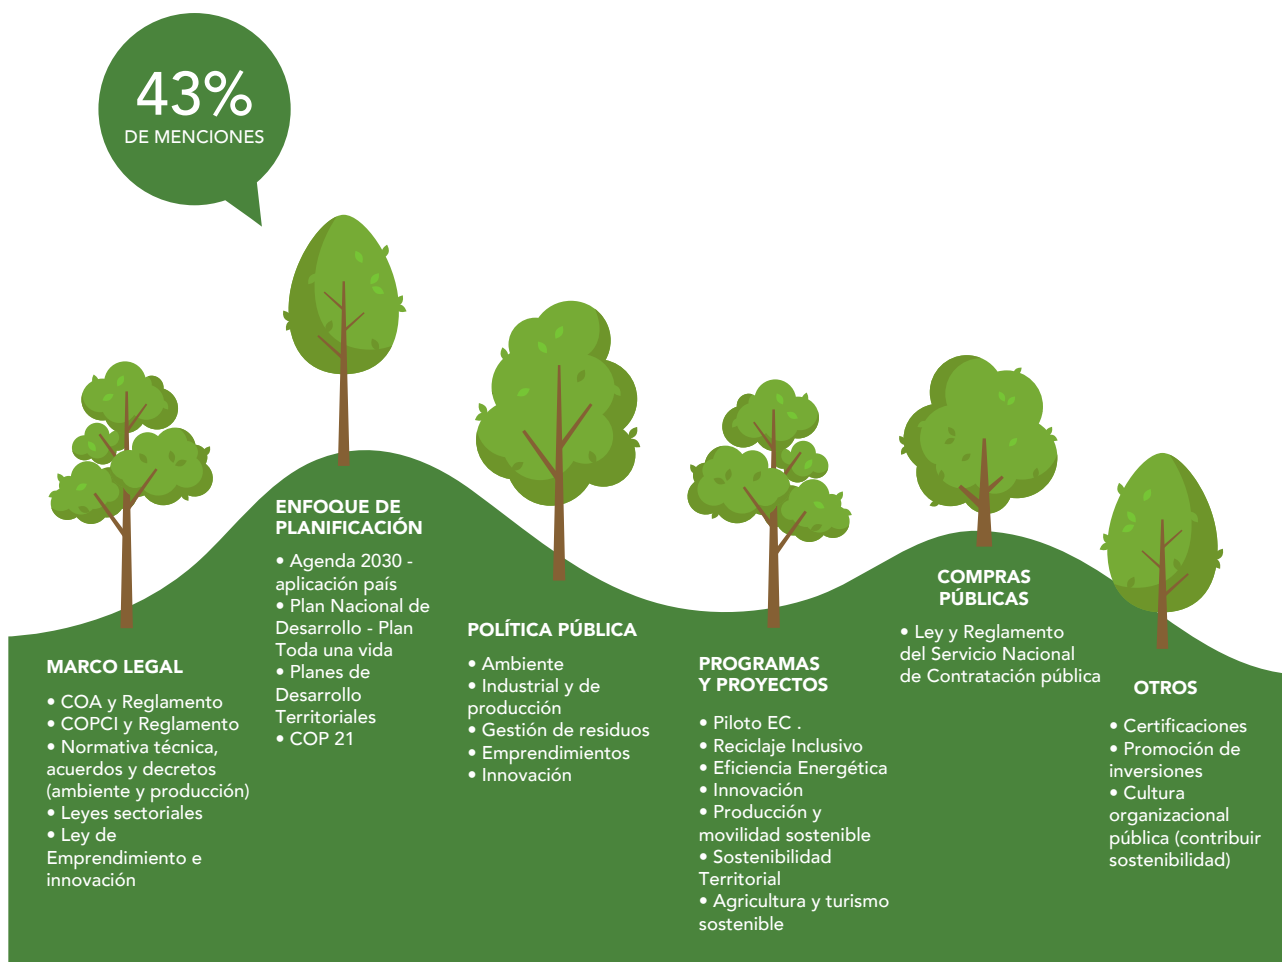 43%
DE MENCIONES
MARCO LEGAL
• COA y Reglamento
• COPCI y Reglamento
• Normativa técnica,
acuerdos y decretos
(ambiente y producción)
• Leyes sectoriales
• Ley de
Emprendimiento e
innovación
ENFOQUE DE
PLANIFICACIÓN
• Agenda 2030 -
aplicación país
• Plan Nacional de
Desarrollo - Plan
Toda una vida
• Planes de
Desarrollo
Territoriales
• COP 21
POLÍTICA PÚBLICA
• Ambiente
• Industrial y de
producción
• Gestión de residuos
• Emprendimientos
• Innovación
PROGRAMAS
Y PROYECTOS
• Piloto EC .
• Reciclaje Inclusivo
• Eficiencia Energética
• Innovación
• Producción y
movilidad sostenible
• Sostenibilidad
Territorial
• Agricultura y turismo
sostenible
COMPRAS
PÚBLICAS
• Ley y Reglamento
del Servicio Nacional
de Contratación pública
OTROS
• Certificaciones
• Promoción de
inversiones
• Cultura
organizacional
pública (contribuir
sostenibilidad)